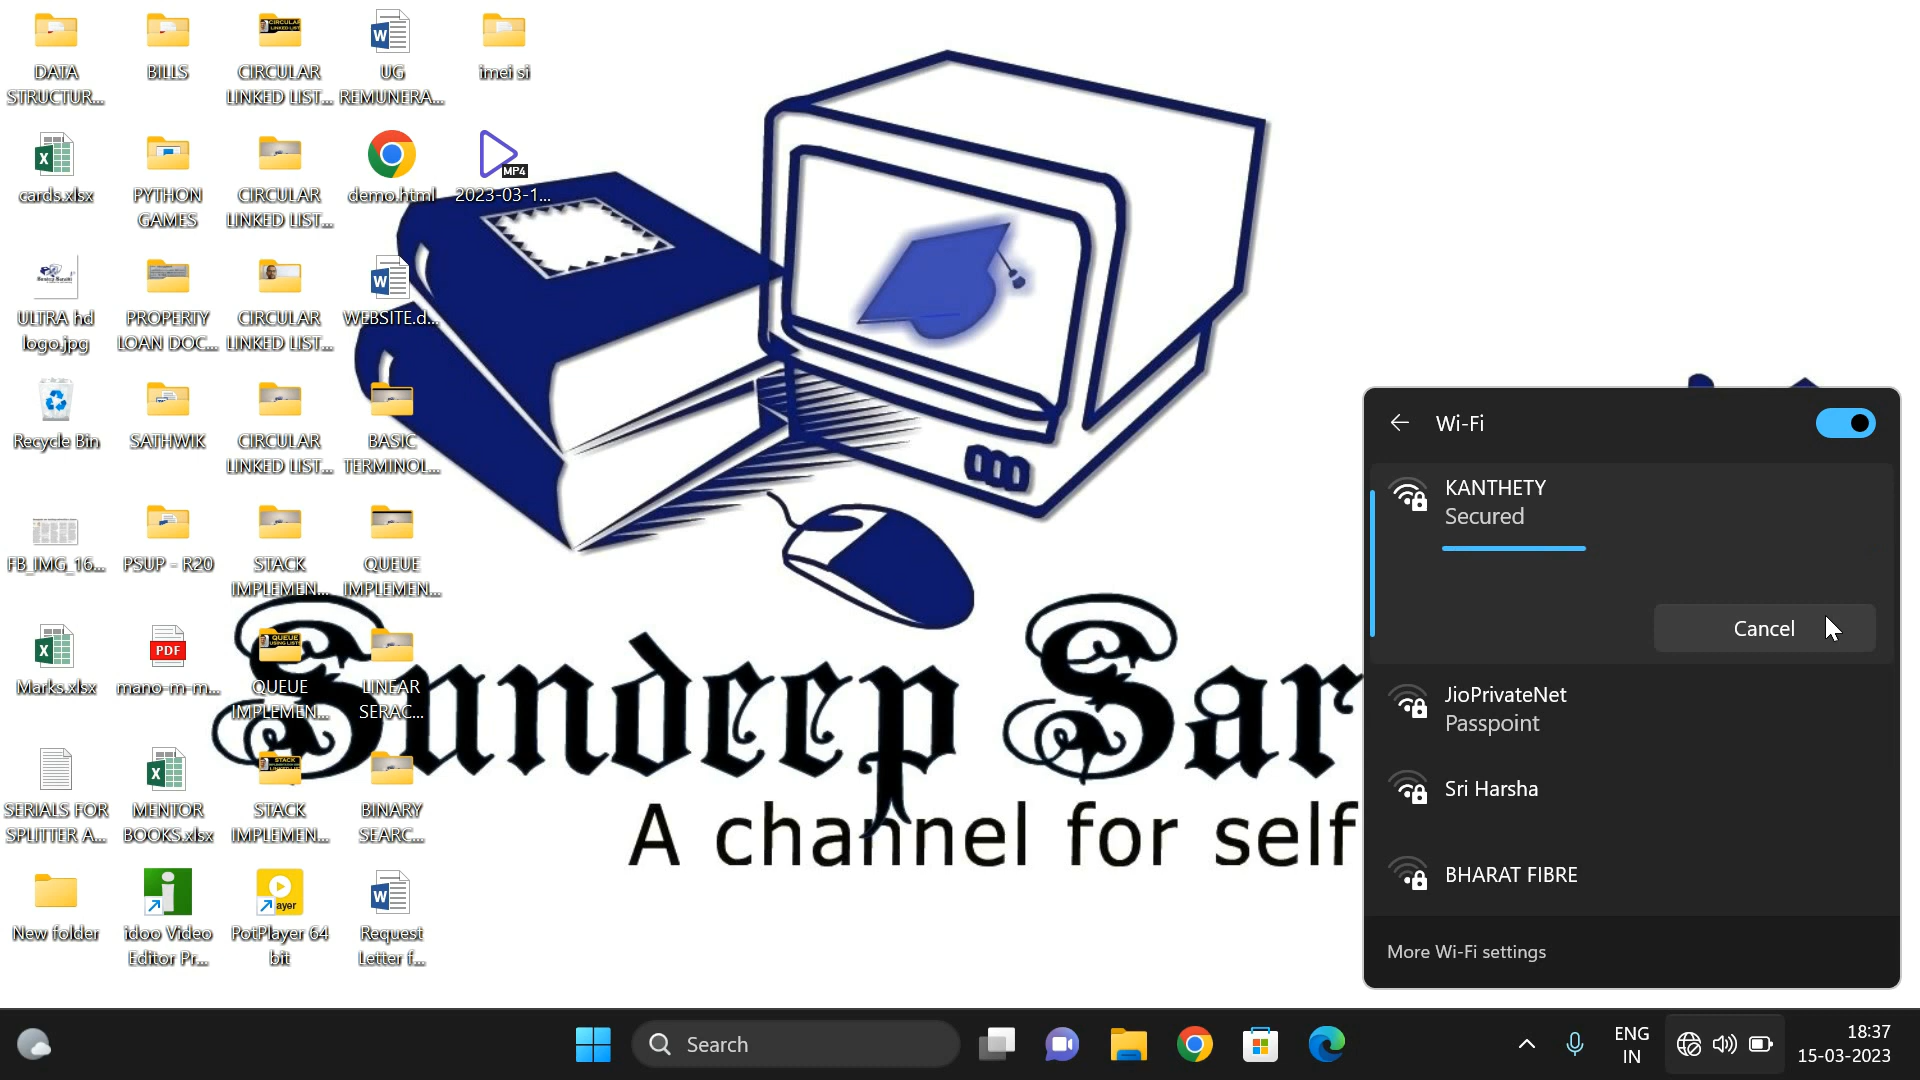 DATA
STRUCTUR...
BILLS
CIRCULAR
LINKED LIST...
UG
REMUNERA...
imei si
cards.xlsx
PYTHON
GAMES
CIRCULAR
LINKED LIST...
demo.html
MP4
2023-03-1...
ULTRA hd
logo.jpg
PROPERTY
LOAN DOC...
CIRCULAR
LINKED LIST...
WEBSITE.d...
Recycle Bin
SATHWIK
CIRCULAR
LINKED LIST...
BASIC
TERMINOL...
FB_IMG_16...
PSUP - R20
STACK
IMPLEMEN...
QUEUE
IMPLEMEN...
Marks.xlsx
PDF
mano-m-m...
QUEUE
IMPLEMEN...
LINEAR
SERAC...
SERIALS FOR
SPLITTER A...
MENTOR
BOOKS.xlsx
STACK
IMPLEMEN...
BINARY
SEARC...
New folder
idoo Video
Editor Pr...
PotPlayer 64
bit
Request
Letter f...
Sandeep Sar
A channel for self
Wi-Fi
KANTHETY
Secured
Cancel
JioPrivateNet
Passpoint
Sri Harsha
BHARAT FIBRE
More Wi-Fi settings
Search
ENG
IN
18:37
15-03-2023